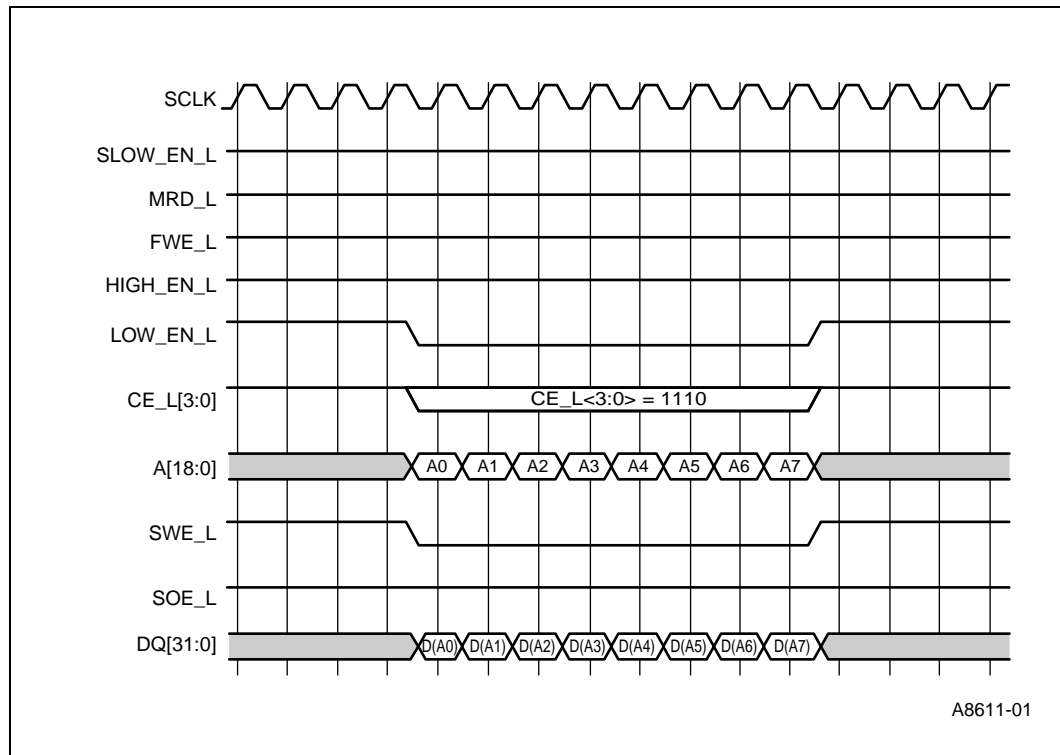 SCLK
SLOW_EN_L
MRD_L
FWE_L
HIGH_EN_L
LOW_EN_L
CE_L[3:0]
CE_L<3:0> = 1110
A[18:0]
A0 A1 A2 A3 A4 A5 A6 A7
SWE_L
SOE_L
DQ[31:0]
D(A0) D(A1) D(A2) D(A3) D(A4) D(A5) D(A6) D(A7)
A8611-01